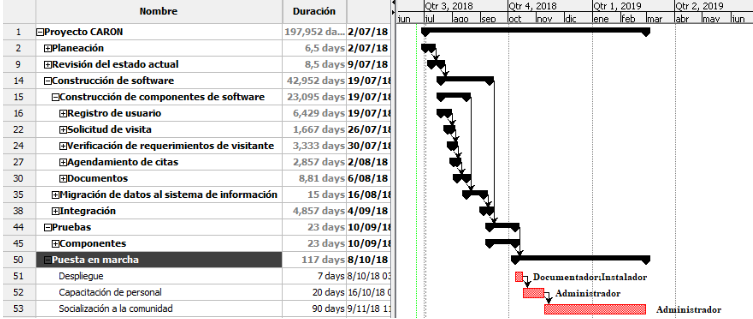 Nombre Duración Qtr 3, 2018 Qtr 4, 2018 Qtr 1, 2019 Qtr 2, 2019
jun jul ago sep oct nov dic ene feb mar abr may jun
1 Proyecto CARON 197,952 da... 2/07/18
2 Planeación 6,5 days 2/07/18
9 Revisión del estado actual 8,5 days 9/07/18
14 Construcción de software 42,952 days 19/07/18
15 Construcción de componentes de software 23,095 days 19/07/18
16 Registro de usuario 6,429 days 19/07/18
22 Solicitud de visita 1,667 days 26/07/18
24 Verificación de requerimientos de visitante 3,333 days 30/07/18
27 Agendamiento de citas 2,857 days 2/08/18
30 Documentos 8,81 days 6/08/18
35 Migración de datos al sistema de información 15 days 16/08/18
38 Integración 4,857 days 4/09/18
44 Pruebas 23 days 10/09/18
45 Componentes 23 days 10/09/18
50 Puesta en marcha 117 days 8/10/18
51 Despliegue 7 days 8/10/18 03 Documentador;Instalador
52 Capacitación de personal 20 days 16/10/18 Administrador
53 Socialización a la comunidad 90 days 9/11/18 11 Administrador